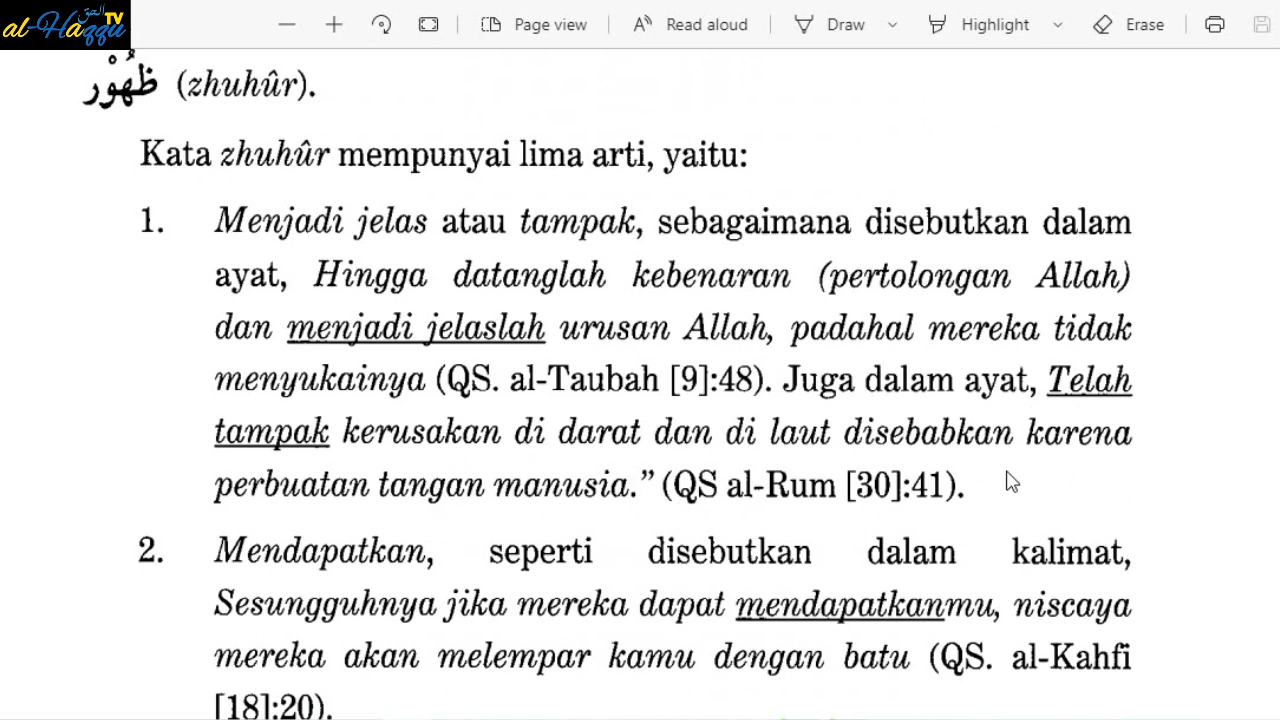 الحق TV
al-Haqqu
Page view Read aloud Draw Highlight Erase
ظُهُوْر (zhuhûr).
Kata zhuhûr mempunyai lima arti, yaitu:
1. Menjadi jelas atau tampak, sebagaimana disebutkan dalam
ayat, Hingga datanglah kebenaran (pertolongan Allah)
dan menjadi jelaslah urusan Allah, padahal mereka tidak
menyukainya (QS. al-Taubah [9]:48). Juga dalam ayat, Telah
tampak kerusakan di darat dan di laut disebabkan karena
perbuatan tangan manusia.” (QS al-Rum [30]:41).
2. Mendapatkan, seperti disebutkan dalam kalimat,
Sesungguhnya jika mereka dapat mendapatkanmu, niscaya
mereka akan melempar kamu dengan batu (QS. al-Kahfi
[18]:20).